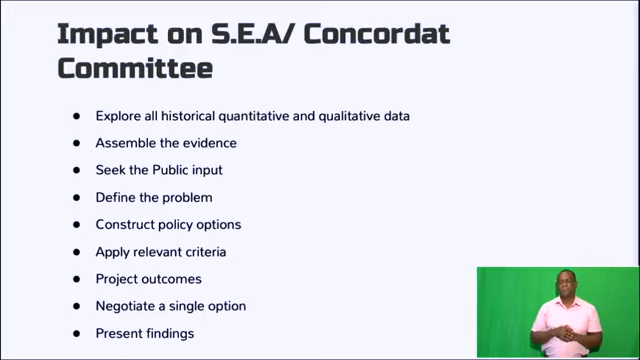 Impact on S.E.A/ Concordat
Committee
● Explore all historical quantitative and qualitative data
● Assemble the evidence
● Seek the Public input
● Define the problem
● Construct policy options
● Apply relevant criteria
● Project outcomes
● Negotiate a single option
● Present findings